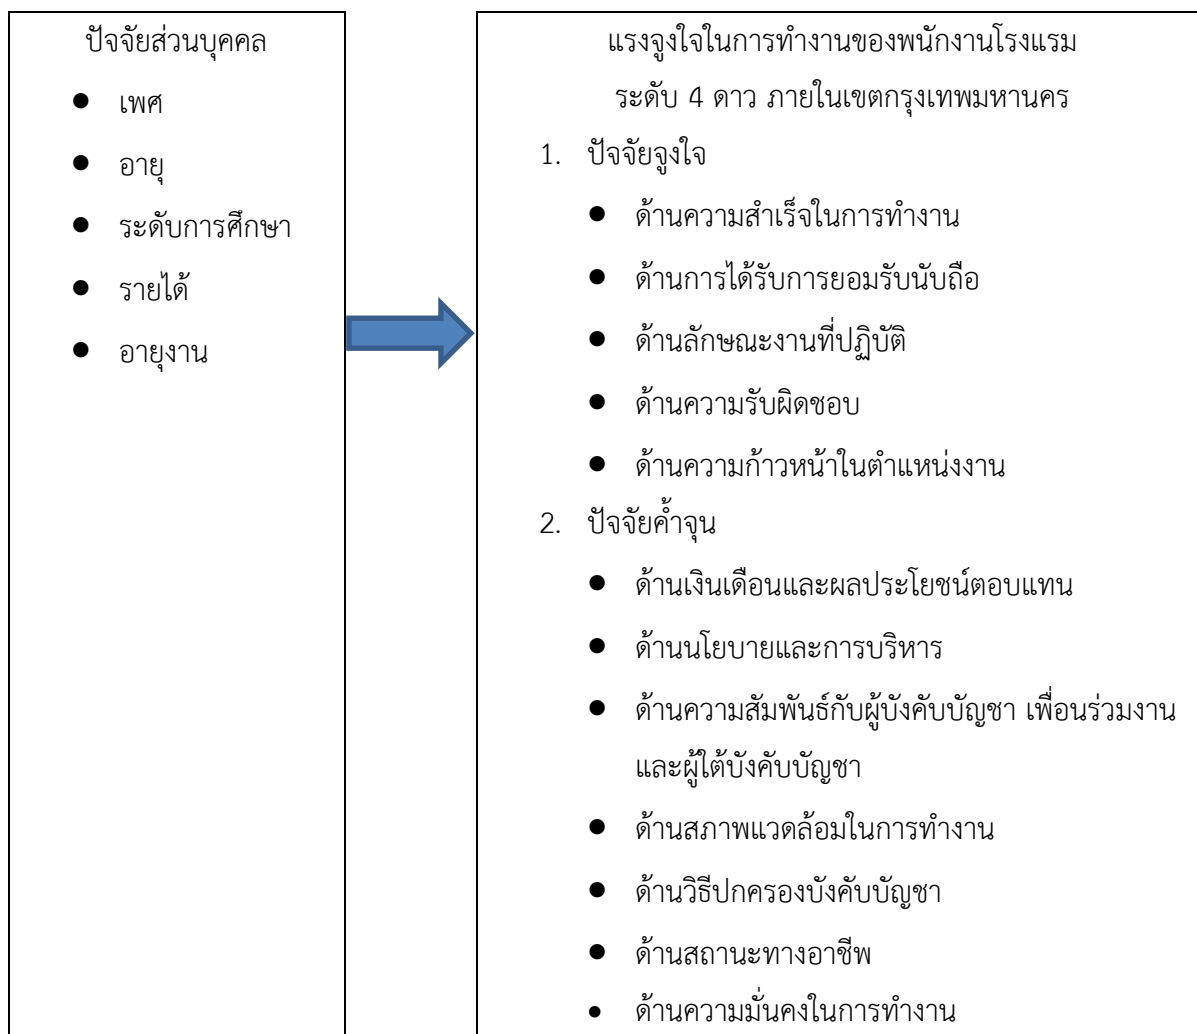 ปัจจัยส่วนบุคคล
● เพศ
● อายุ
● ระดับการศึกษา
● รายได้
● อายุงาน
แรงจูงใจในการทำงานของพนักงานโรงแรม
ระดับ 4 ดาว ภายในเขตกรุงเทพมหานคร
1. ปัจจัยจูงใจ
● ด้านความสำเร็จในการทำงาน
● ด้านการได้รับการยอมรับนับถือ
● ด้านลักษณะงานที่ปฏิบัติ
● ด้านความรับผิดชอบ
● ด้านความก้าวหน้าในตำแหน่งงาน
2. ปัจจัยค้ำจุน
● ด้านเงินเดือนและผลประโยชน์ตอบแทน
● ด้านนโยบายและการบริหาร
● ด้านความสัมพันธ์กับผู้บังคับบัญชา เพื่อนร่วมงาน
และผู้ใต้บังคับบัญชา
● ด้านสภาพแวดล้อมในการทำงาน
● ด้านวิธีปกครองบังคับบัญชา
● ด้านสถานะทางอาชีพ
● ด้านความมั่นคงในการทำงาน